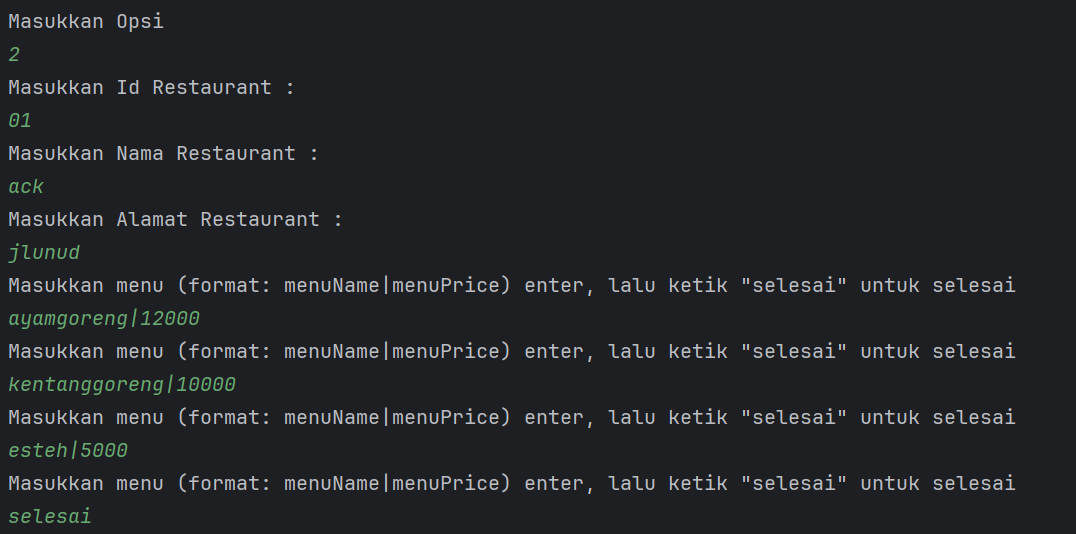 Masukkan Opsi
2
Masukkan Id Restaurant :
01
Masukkan Nama Restaurant :
ack
Masukkan Alamat Restaurant :
jlunud
Masukkan menu (format: menuName|menuPrice) enter, lalu ketik "selesai" untuk selesai
ayamgoreng|12000
Masukkan menu (format: menuName|menuPrice) enter, lalu ketik "selesai" untuk selesai
kentanggoreng|10000
Masukkan menu (format: menuName|menuPrice) enter, lalu ketik "selesai" untuk selesai
esteh|5000
Masukkan menu (format: menuName|menuPrice) enter, lalu ketik "selesai" untuk selesai
selesai